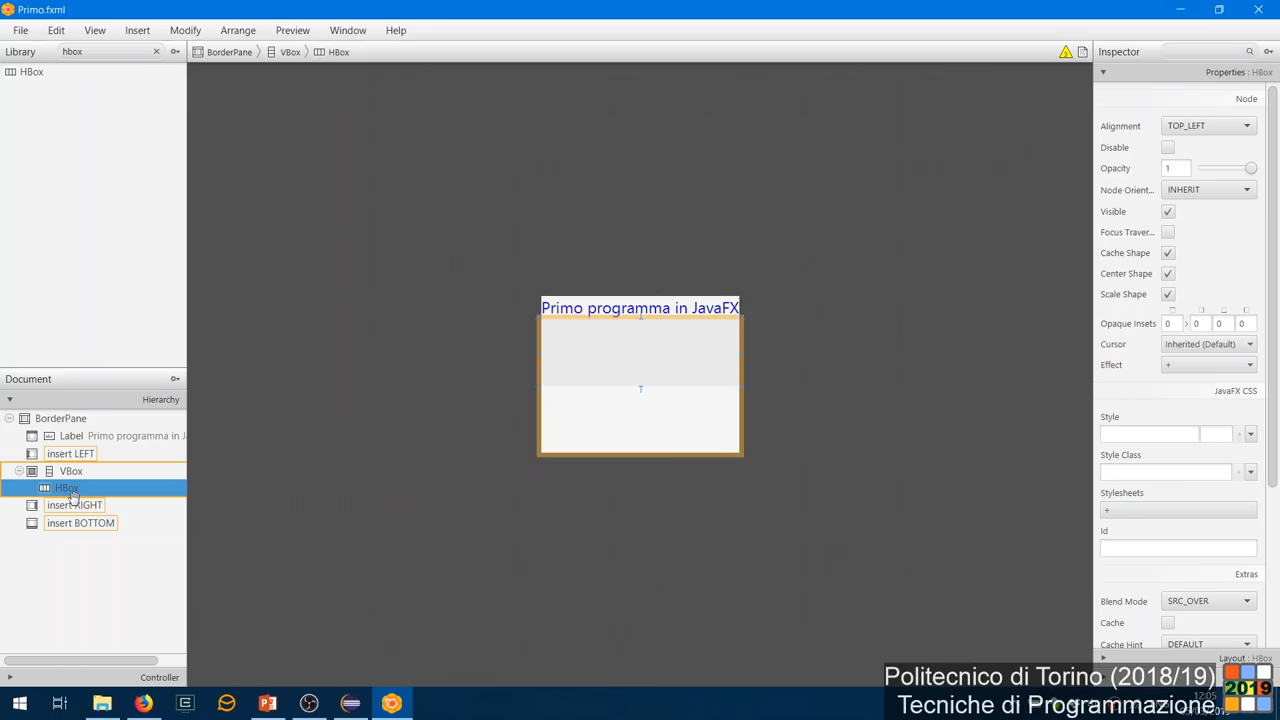 Primo.fxml
File Edit View Insert Modify Arrange Preview Window Help
Library hbox
BorderPane VBox HBox
Inspector
HBox
Properties : HBox
Node
Alignment TOP_LEFT
Disable
Opacity 1
Node Orient... INHERIT
Visible
Focus Traver...
Cache Shape
Center Shape
Scale Shape
Opaque Insets 0 0 0 0
Cursor Inherited (Default)
Effect +
JavaFX CSS
Style
Style Class
Stylesheets
+
Id
Extras
Blend Mode SRC_OVER
Cache
Cache Hint DEFAULT
Layout : HBox
Primo programma in JavaFX
Document
Hierarchy
BorderPane
Label Primo programma in J
insert LEFT
VBox
HBox
insert RIGHT
insert BOTTOM
Controller
Politecnico di Torino (2018/19)
Tecniche di Programmazione
2019
12:05